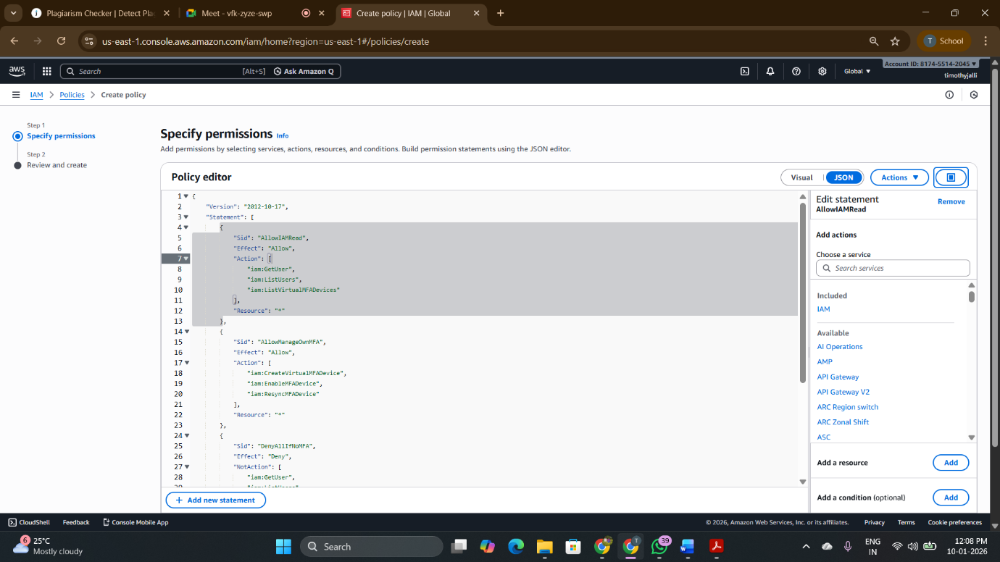 Plagiarism Checker | Detect Pla
Meet - vfk-zyze-swp
Create policy | IAM | Global
us-east-1.console.aws.amazon.com/iam/home?region=us-east-1#/policies/create
T School
aws
Search [Alt+S] Ask Amazon Q
Global
Account ID: 8174-5514-2045
timothyjalli
IAM > Policies > Create policy
Step 1
Specify permissions
Step 2
Review and create
Specify permissions Info
Add permissions by selecting services, actions, resources, and conditions. Build permission statements using the JSON editor.
Policy editor
Visual JSON Actions
1 {
2 "Version": "2012-10-17",
3 "Statement": [
4 {
5 "Sid": "AllowIAMRead",
6 "Effect": "Allow",
7 "Action": [
8 "iam:GetUser",
9 "iam:ListUsers",
10 "iam:ListVirtualMFADevices"
11 ],
12 "Resource": "*"
13 },
14 {
15 "Sid": "AllowManageOwnMFA",
16 "Effect": "Allow",
17 "Action": [
18 "iam:CreateVirtualMFADevice",
19 "iam:EnableMFADevice",
20 "iam:ResyncMFADevice"
21 ],
22 "Resource": "*"
23 },
24 {
25 "Sid": "DenyAllIfNoMFA",
26 "Effect": "Deny",
27 "NotAction": [
28 "iam:GetUser",
+ Add new statement
Edit statement
AllowIAMRead
Remove
Add actions
Choose a service
Search services
Included
IAM
Available
AI Operations
AMP
API Gateway
API Gateway V2
ARC Region switch
ARC Zonal Shift
ASC
Add a resource Add
Add a condition (optional) Add
CloudShell Feedback Console Mobile App
© 2026, Amazon Web Services, Inc. or its affiliates. Privacy Terms Cookie preferences
6
25°C
Mostly cloudy
Search
T
39
ENG
IN
12:08 PM
10-01-2026